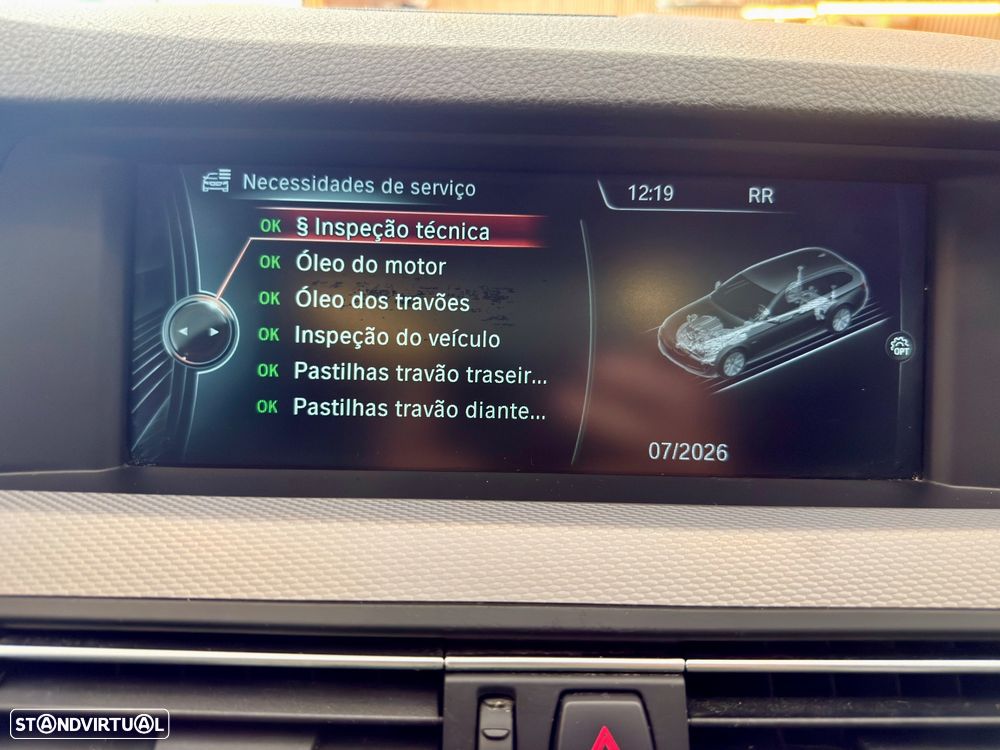 Necessidades de serviço
12:19 RR
OK § Inspeção técnica
OK Óleo do motor
OK Óleo dos travões
OK Inspeção do veículo
OK Pastilhas travão traseir...
OK Pastilhas travão diante...
OPT
07/2026
STANDVIRTUAL